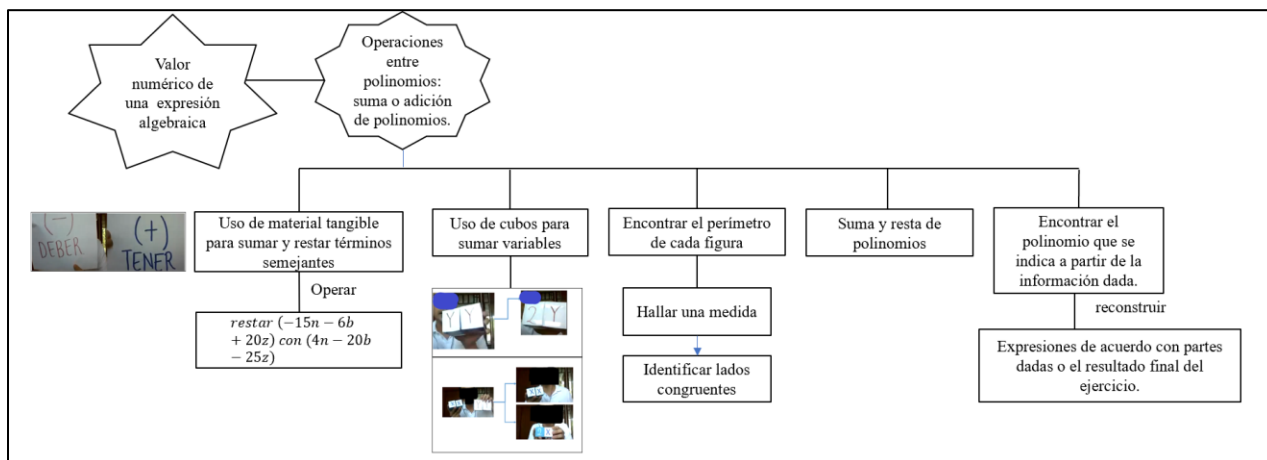 Valor
numérico de
una expresión
algebraica
Operaciones
entre
polinomios:
suma o adición
de polinomios.
(−)
DEBER
(+)
TENER
Uso de material tangible
para sumar y restar términos
semejantes
Operar
restar (−15n − 6b
+ 20z) con (4n − 20b
− 25z)
Uso de cubos para
sumar variables
Y Y
2 Y
Encontrar el perímetro
de cada figura
Hallar una medida
Identificar lados
congruentes
Suma y resta de
polinomios
Encontrar el
polinomio que se
indica a partir de la
información dada.
reconstruir
Expresiones de acuerdo con partes
dadas o el resultado final del
ejercicio.